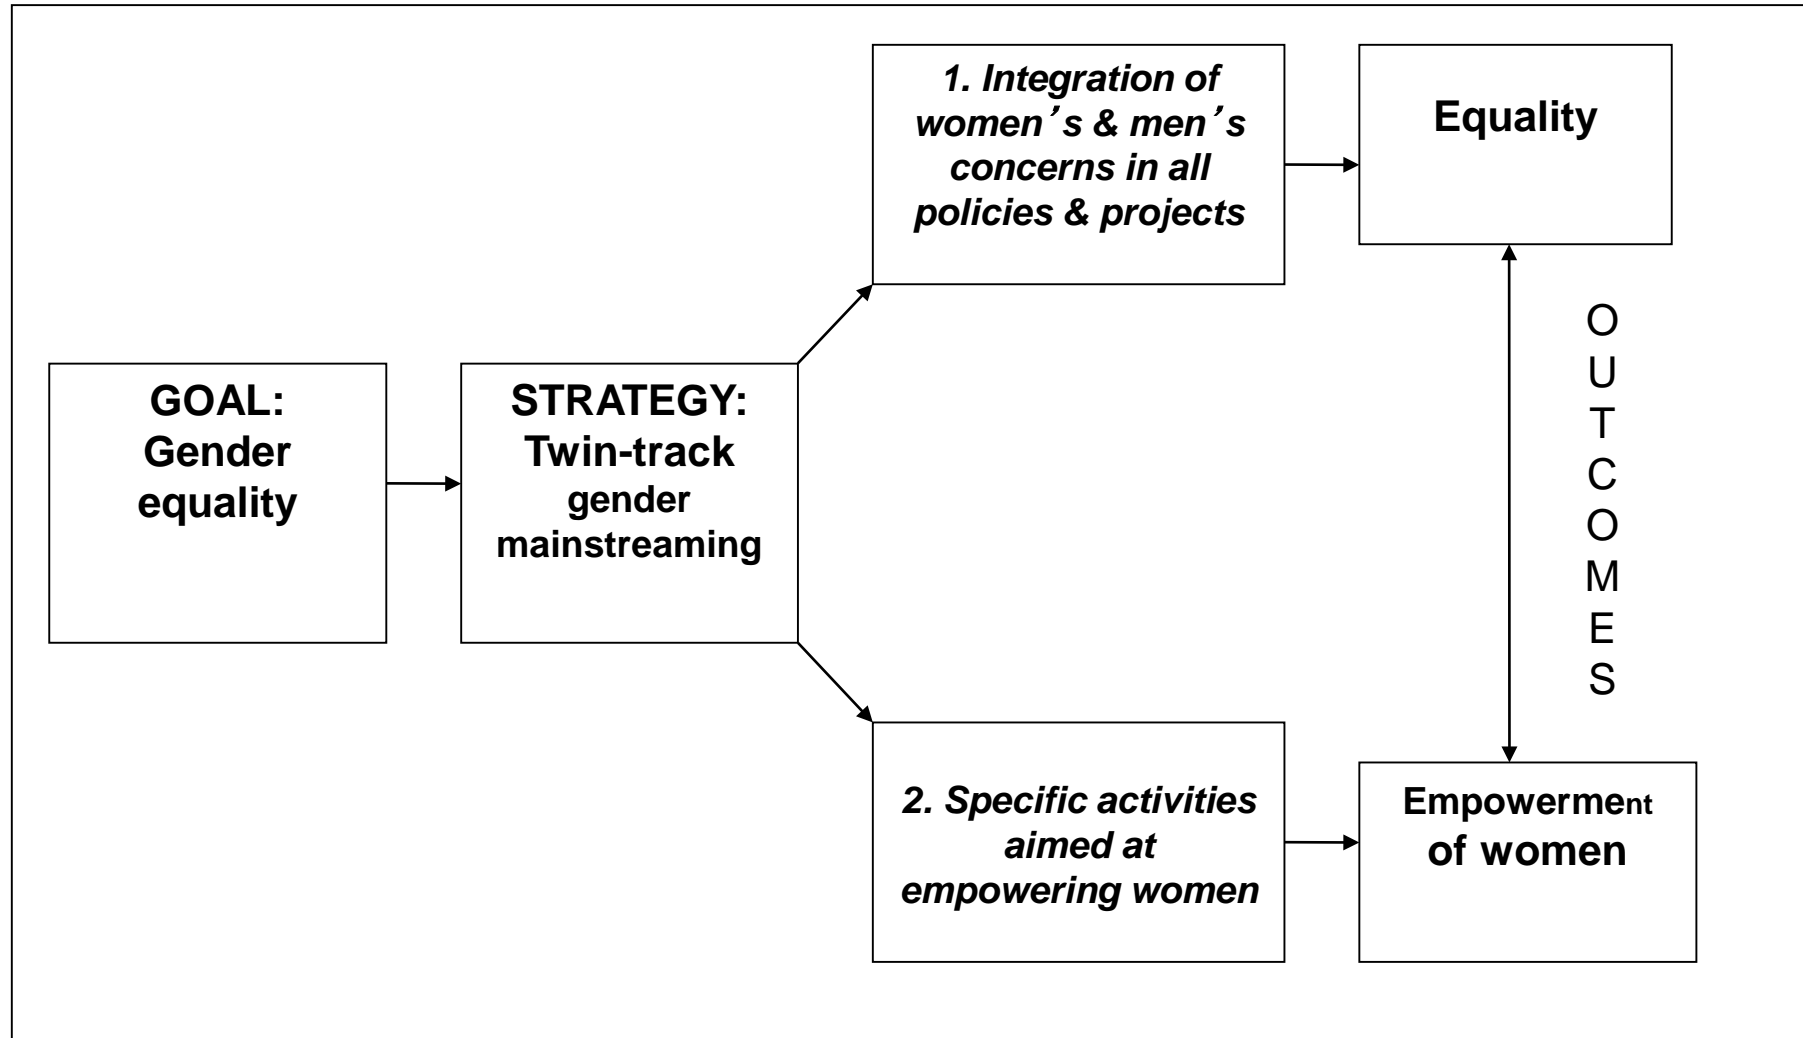 GOAL:
Gender
equality
STRATEGY:
Twin-track
gender
mainstreaming
1. Integration of
women’s & men’s
concerns in all
policies & projects
Equality
2. Specific activities
aimed at
empowering women
Empowerment
of women
O
U
T
C
O
M
E
S